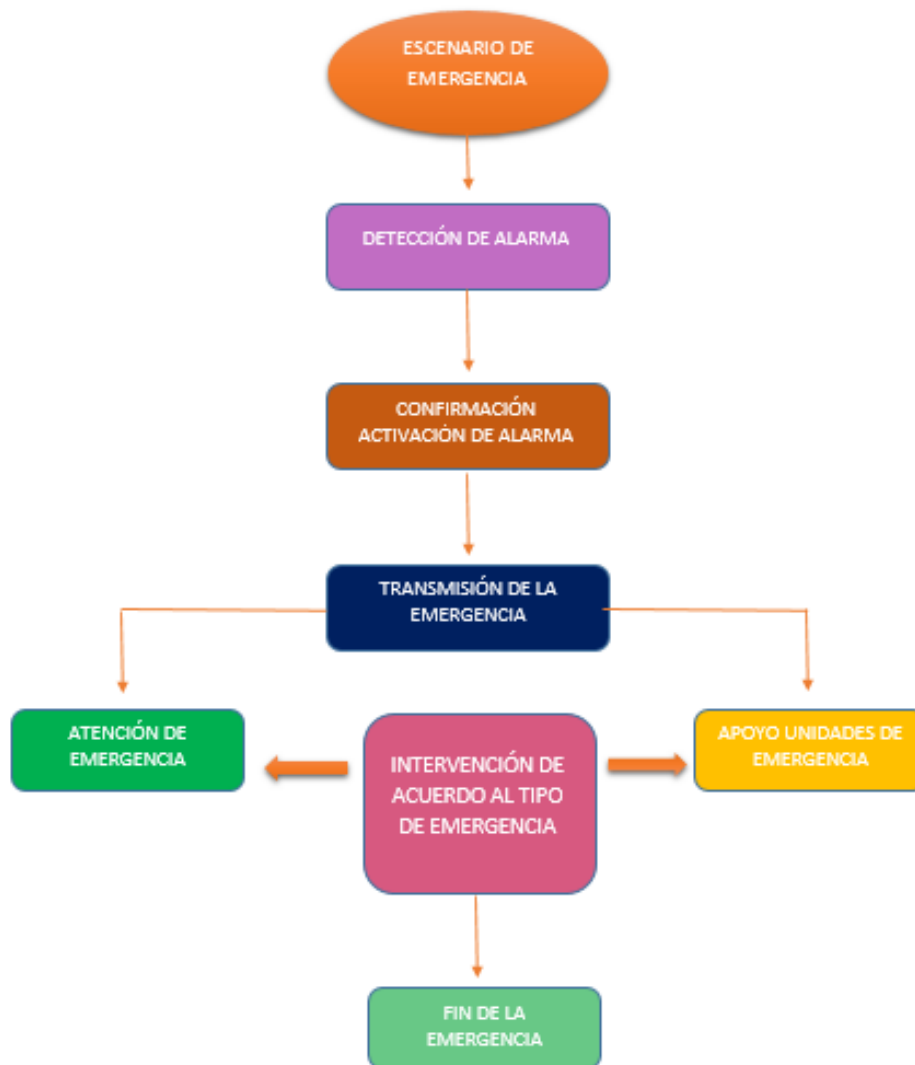 ESCENARIO DE
EMERGENCIA
DETECCIÓN DE ALARMA
CONFIRMACIÓN
ACTIVACIÓN DE ALARMA
TRANSMISIÓN DE LA
EMERGENCIA
ATENCIÓN DE
EMERGENCIA
INTERVENCIÓN DE
ACUERDO AL TIPO
DE EMERGENCIA
APOYO UNIDADES DE
EMERGENCIA
FIN DE LA
EMERGENCIA